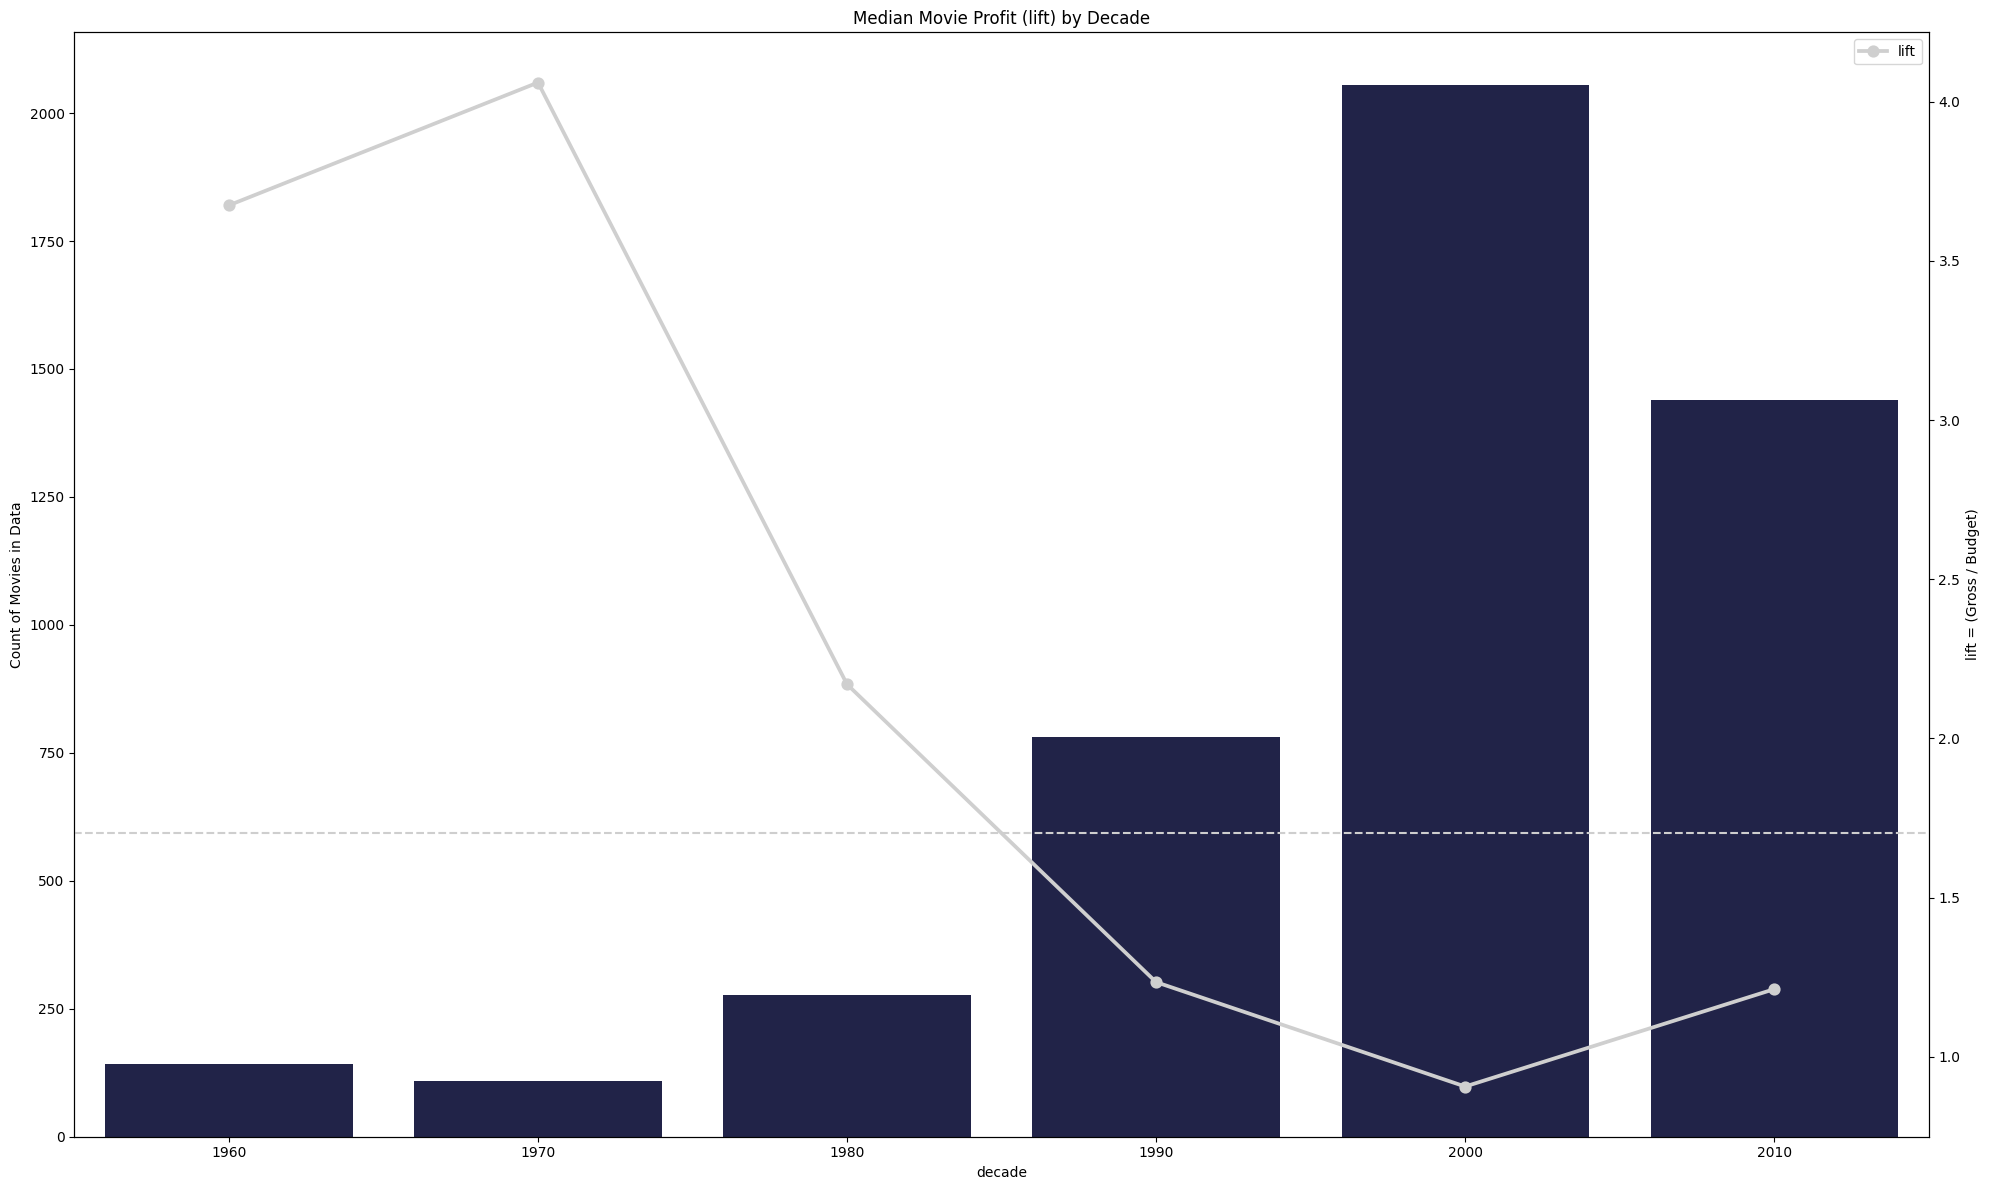 Median Movie Profit (lift) by Decade
lift
2000
1750
1500
1250
1000
750
500
250
0
Count of Movies in Data
4.0
3.5
3.0
2.5
2.0
1.5
1.0
lift = (Gross / Budget)
1960 1970 1980 1990 2000 2010
decade